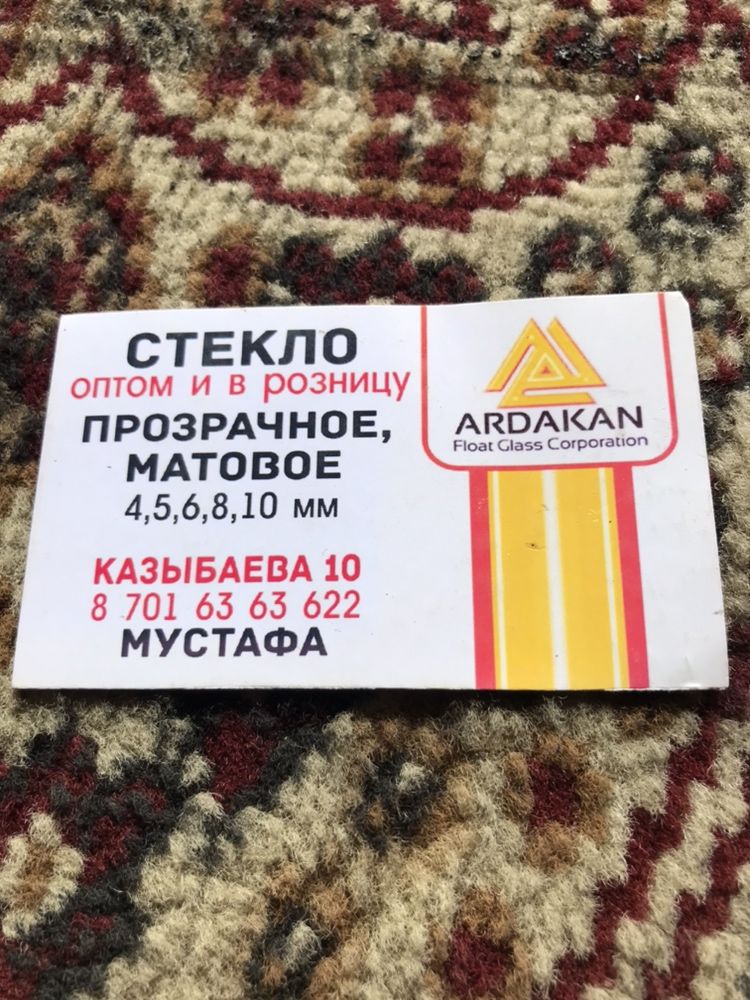 СТЕКЛО
ОПТОМ И В РОЗНИЦУ
ПРОЗРАЧНОЕ,
МАТОВОЕ
4,5,6,8,10 мм
КАЗЫБАЕВА 10
8 701 63 63 622
МУСТАФА
ARDAKAN
Float Glass Corporation